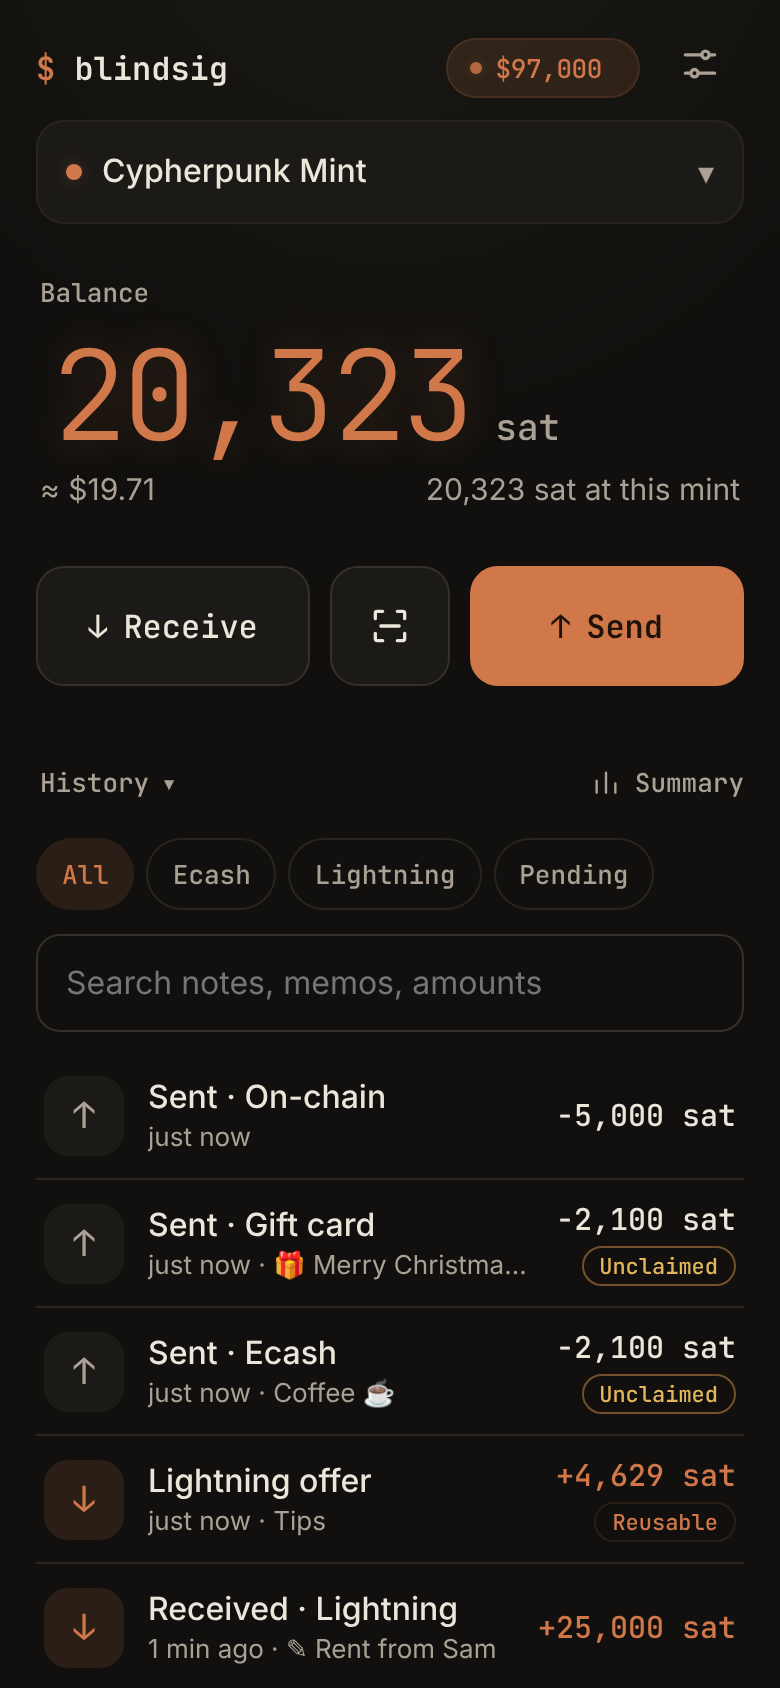 $ blindsig
$97,000
Cypherpunk Mint ▾
Balance
20,323 sat
≈ $19.71
20,323 sat at this mint
↓ Receive
↑ Send
History ▾
Summary
All
Ecash
Lightning
Pending
Search notes, memos, amounts
Sent · On-chain
just now
-5,000 sat
Sent · Gift card
just now · 🎁 Merry Christma…
-2,100 sat
Unclaimed
Sent · Ecash
just now · Coffee ☕
-2,100 sat
Unclaimed
Lightning offer
just now · Tips
+4,629 sat
Reusable
Received · Lightning
1 min ago · ✎ Rent from Sam
+25,000 sat